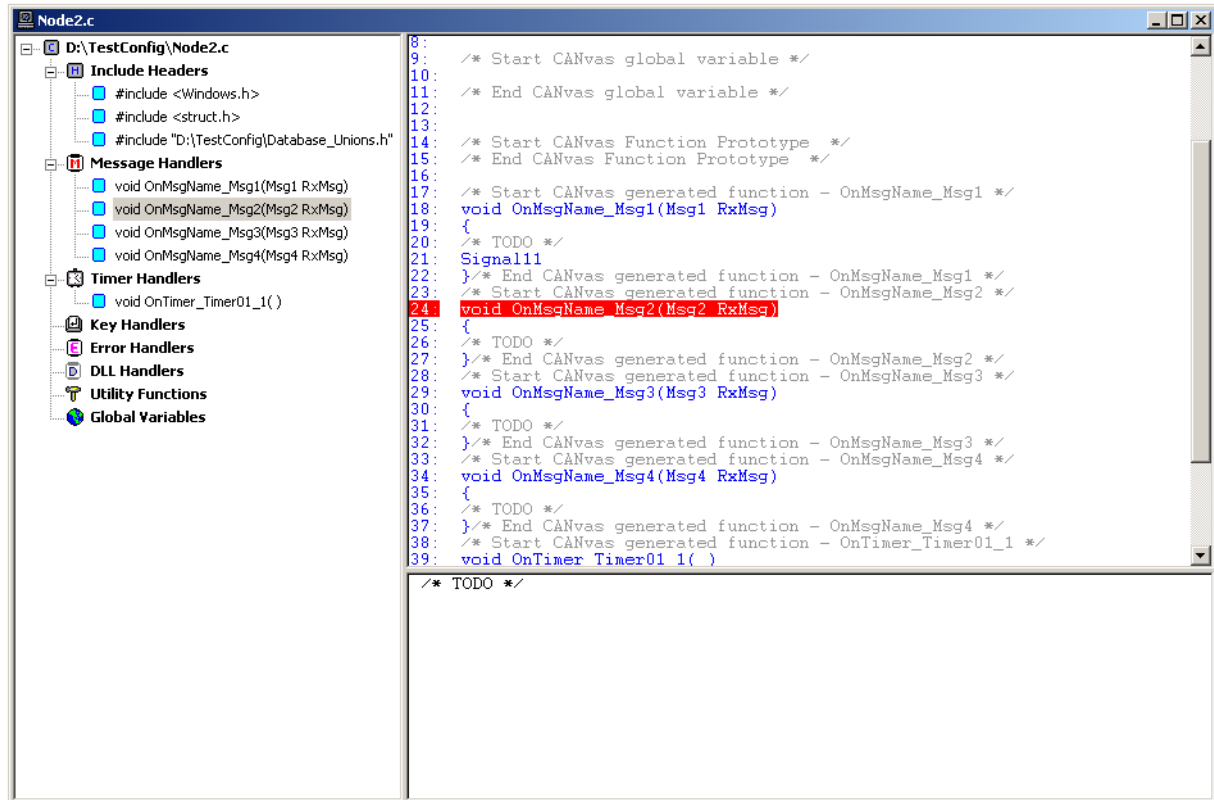 Node2.c
D:\TestConfig\Node2.c
Include Headers
#include <Windows.h>
#include <struct.h>
#include "D:\TestConfig\Database_Unions.h"
Message Handlers
void OnMsgName_Msg1(Msg1 RxMsg)
void OnMsgName_Msg2(Msg2 RxMsg)
void OnMsgName_Msg3(Msg3 RxMsg)
void OnMsgName_Msg4(Msg4 RxMsg)
Timer Handlers
void OnTimer_Timer01_1( )
Key Handlers
Error Handlers
DLL Handlers
Utility Functions
Global Variables
8:
9: /* Start CANvas global variable */
10:
11: /* End CANvas global variable */
12:
13:
14: /* Start CANvas Function Prototype  */
15: /* End CANvas Function Prototype  */
16:
17: /* Start CANvas generated function - OnMsgName_Msg1 */
18: void OnMsgName_Msg1(Msg1 RxMsg)
19: {
20: /* TODO */
21: Signal11
22: }/* End CANvas generated function - OnMsgName_Msg1 */
23: /* Start CANvas generated function - OnMsgName_Msg2 */
24: void OnMsgName_Msg2(Msg2 RxMsg)
25: {
26: /* TODO */
27: }/* End CANvas generated function - OnMsgName_Msg2 */
28: /* Start CANvas generated function - OnMsgName_Msg3 */
29: void OnMsgName_Msg3(Msg3 RxMsg)
30: {
31: /* TODO */
32: }/* End CANvas generated function - OnMsgName_Msg3 */
33: /* Start CANvas generated function - OnMsgName_Msg4 */
34: void OnMsgName_Msg4(Msg4 RxMsg)
35: {
36: /* TODO */
37: }/* End CANvas generated function - OnMsgName_Msg4 */
38: /* Start CANvas generated function - OnTimer_Timer01_1 */
39: void OnTimer_Timer01_1( )
/* TODO */